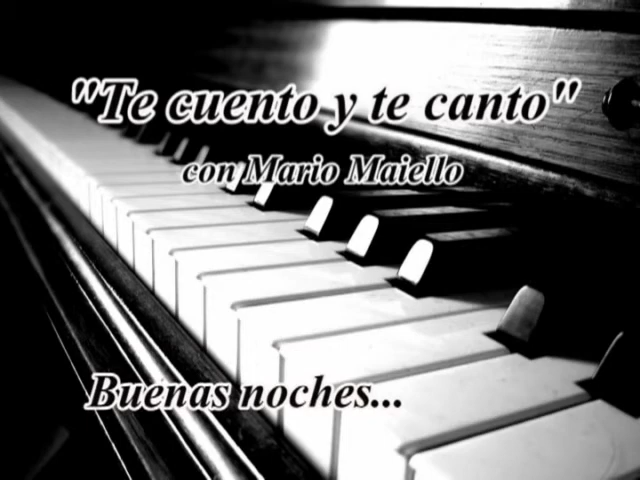 "Te cuento y te canto"
con Mario Maiello
Buenas noches...